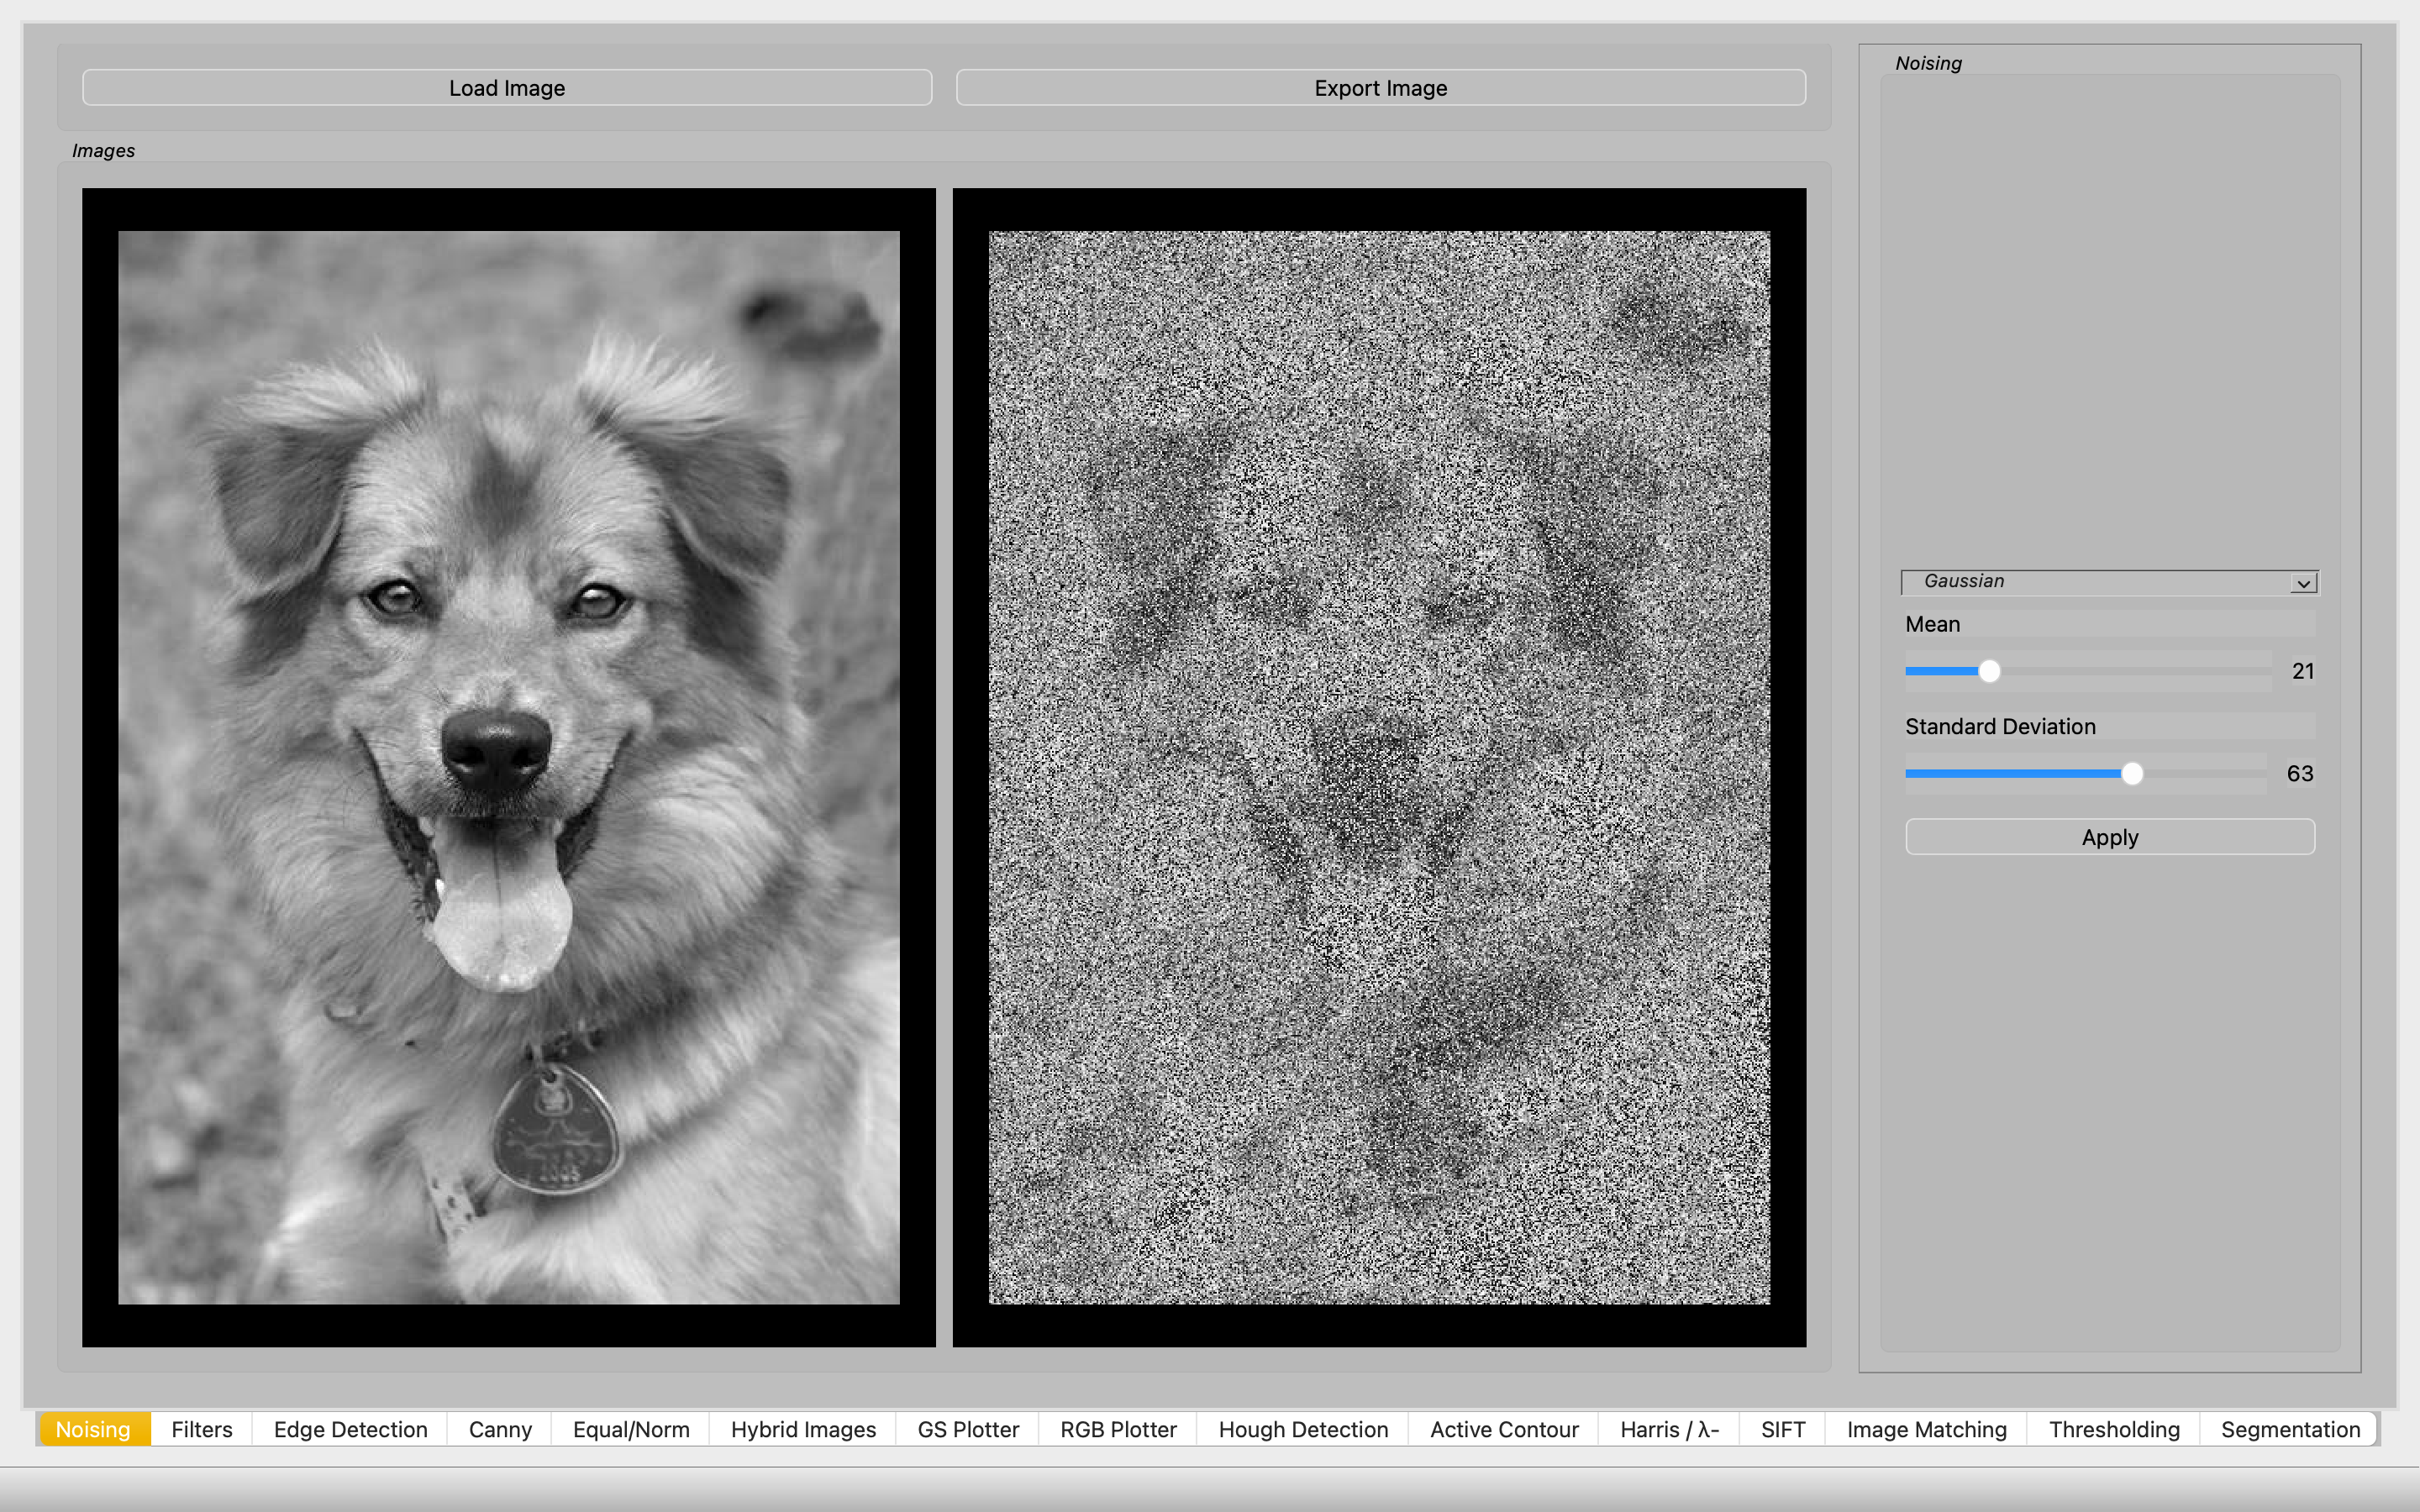 Load Image
Export Image
Noising
Images
Gaussian
Mean
21
Standard Deviation
63
Apply
Noising
Filters
Edge Detection
Canny
Equal/Norm
Hybrid Images
GS Plotter
RGB Plotter
Hough Detection
Active Contour
Harris / λ-
SIFT
Image Matching
Thresholding
Segmentation